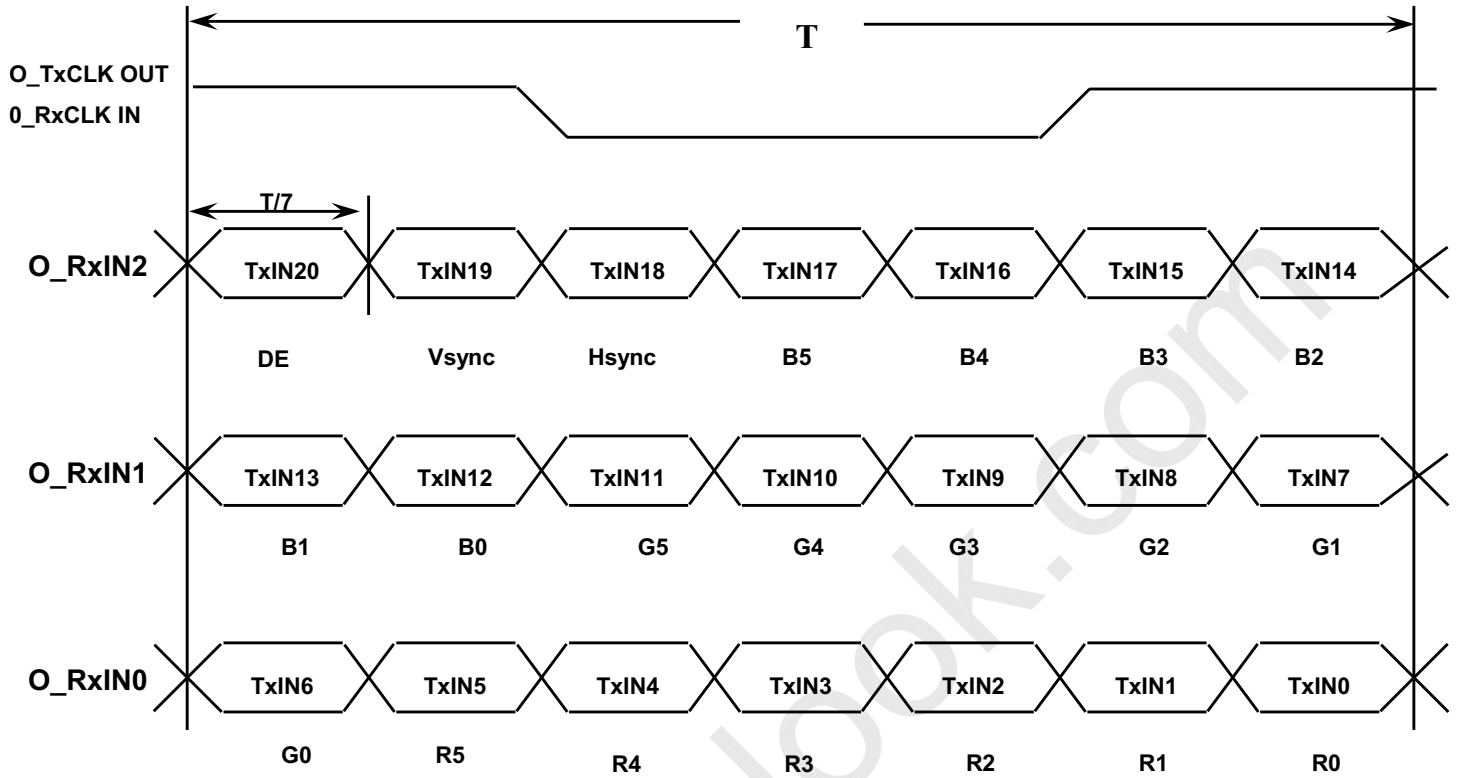 T
O_TxCLK OUT
0_RxCLK IN
T/7
O_RxIN2 TxIN20 TxIN19 TxIN18 TxIN17 TxIN16 TxIN15 TxIN14
DE Vsync Hsync B5 B4 B3 B2
O_RxIN1 TxIN13 TxIN12 TxIN11 TxIN10 TxIN9 TxIN8 TxIN7
B1 B0 G5 G4 G3 G2 G1
O_RxIN0 TxIN6 TxIN5 TxIN4 TxIN3 TxIN2 TxIN1 TxIN0
G0 R5 R4 R3 R2 R1 R0
look.com